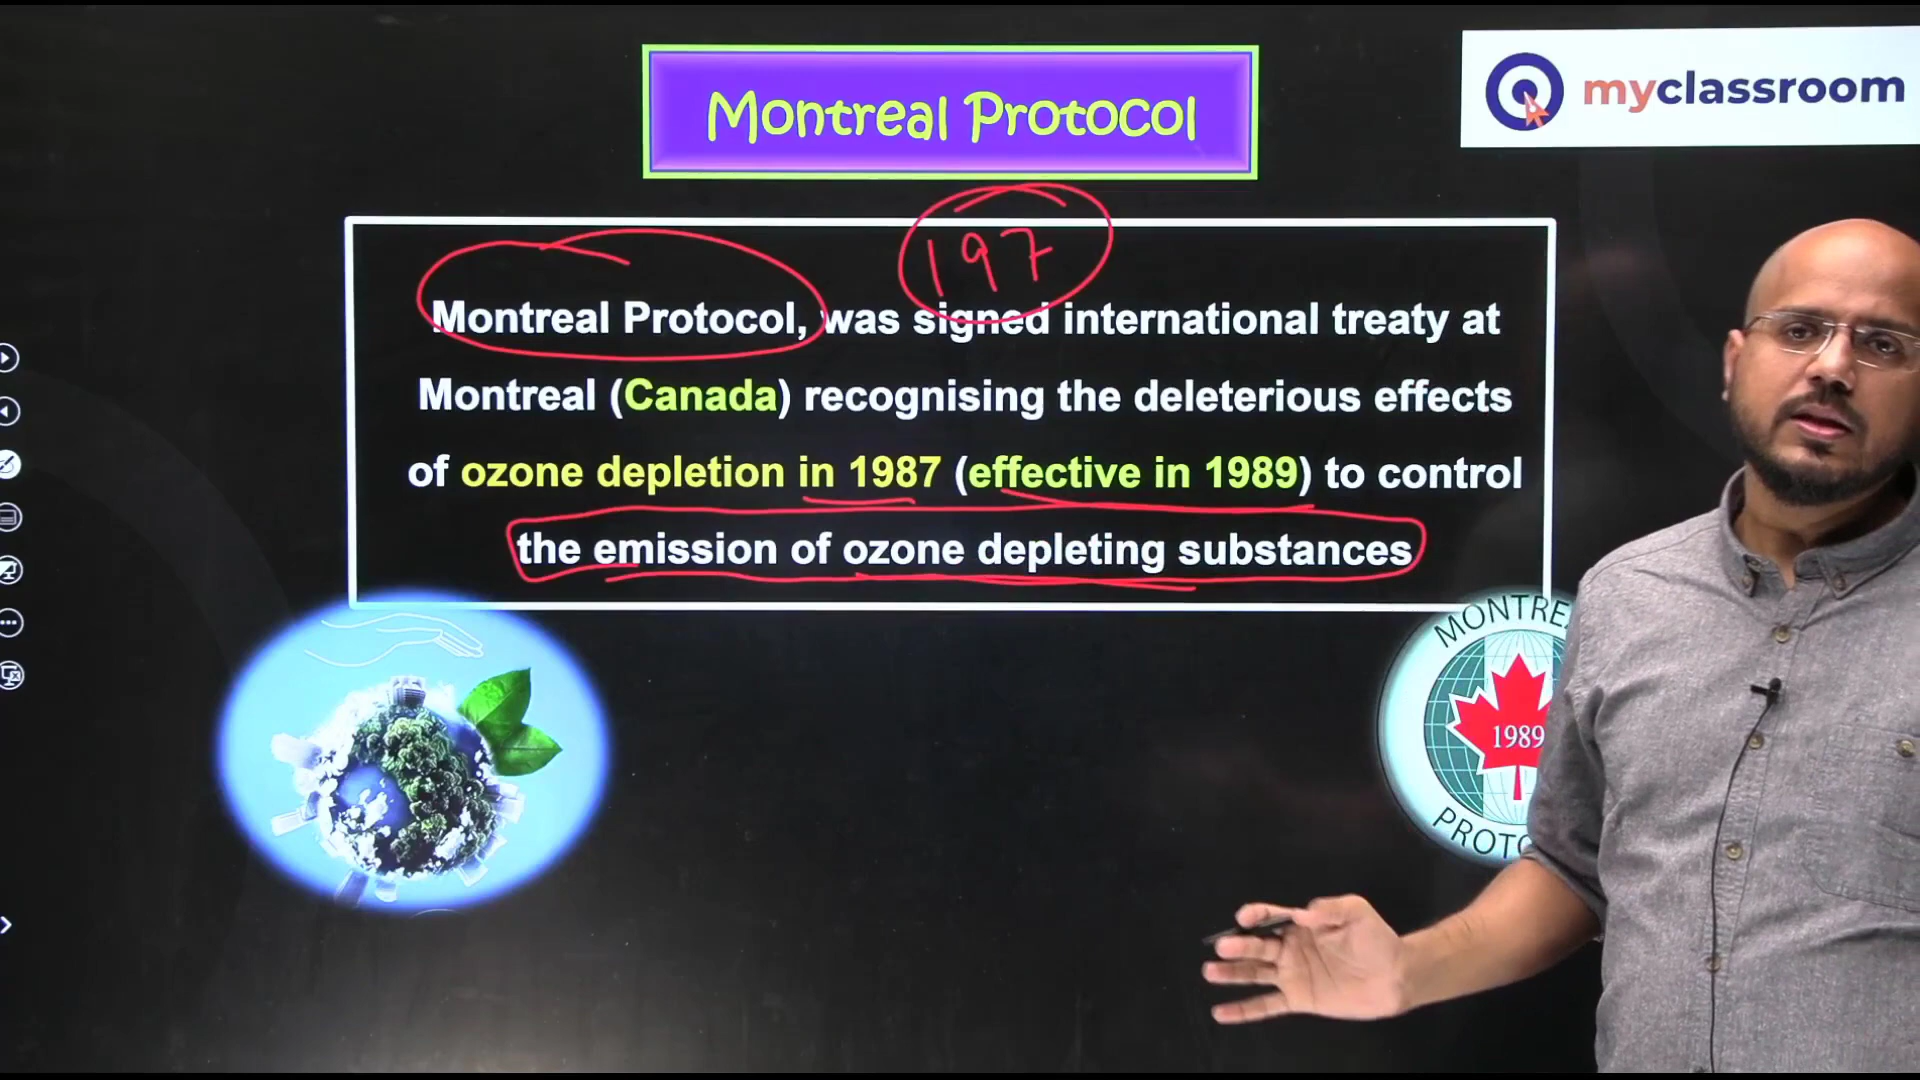 Montreal Protocol
myclassroom
197
Montreal Protocol, was signed international treaty at
Montreal (Canada) recognising the deleterious effects
of ozone depletion in 1987 (effective in 1989) to control
the emission of ozone depleting substances
MONTREA
1989
PROTO